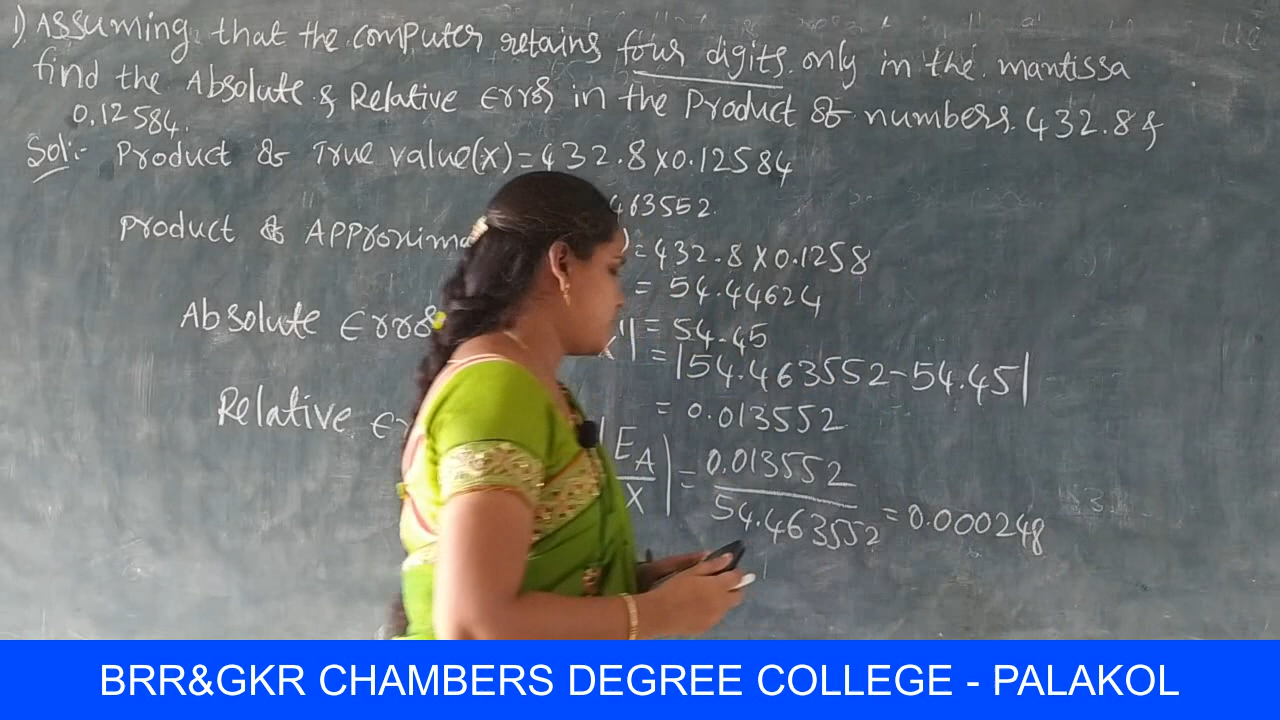 1) Assuming that the computer retains four digits only in the mantissa
find the Absolute & Relative Error in the Product of numbers 432.8 &
0.12584.
Sol:- Product of True value(x) = 432.8 x 0.12584
463552.
Product of = 432.8 x 0.1258
= 54.44624
= 54.45
Absolute = |54.463552 - 54.45|
= 0.013552
Relative |E_A/X| = 0.013552/54.463552 = 0.000248
BRR&GKR CHAMBERS DEGREE COLLEGE - PALAKOL